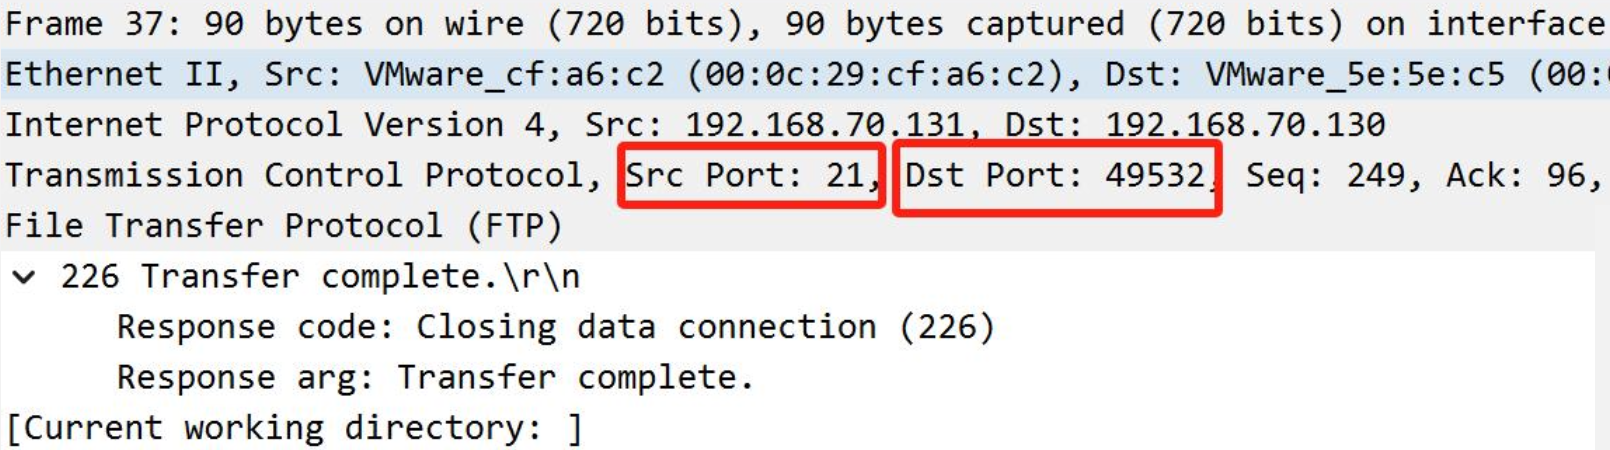 Frame 37: 90 bytes on wire (720 bits), 90 bytes captured (720 bits) on interface
Ethernet II, Src: VMware_cf:a6:c2 (00:0c:29:cf:a6:c2), Dst: VMware_5e:5e:c5 (00:
Internet Protocol Version 4, Src: 192.168.70.131, Dst: 192.168.70.130
Transmission Control Protocol, Src Port: 21, Dst Port: 49532, Seq: 249, Ack: 96,
File Transfer Protocol (FTP)
226 Transfer complete.\r\n
Response code: Closing data connection (226)
Response arg: Transfer complete.
[Current working directory: ]